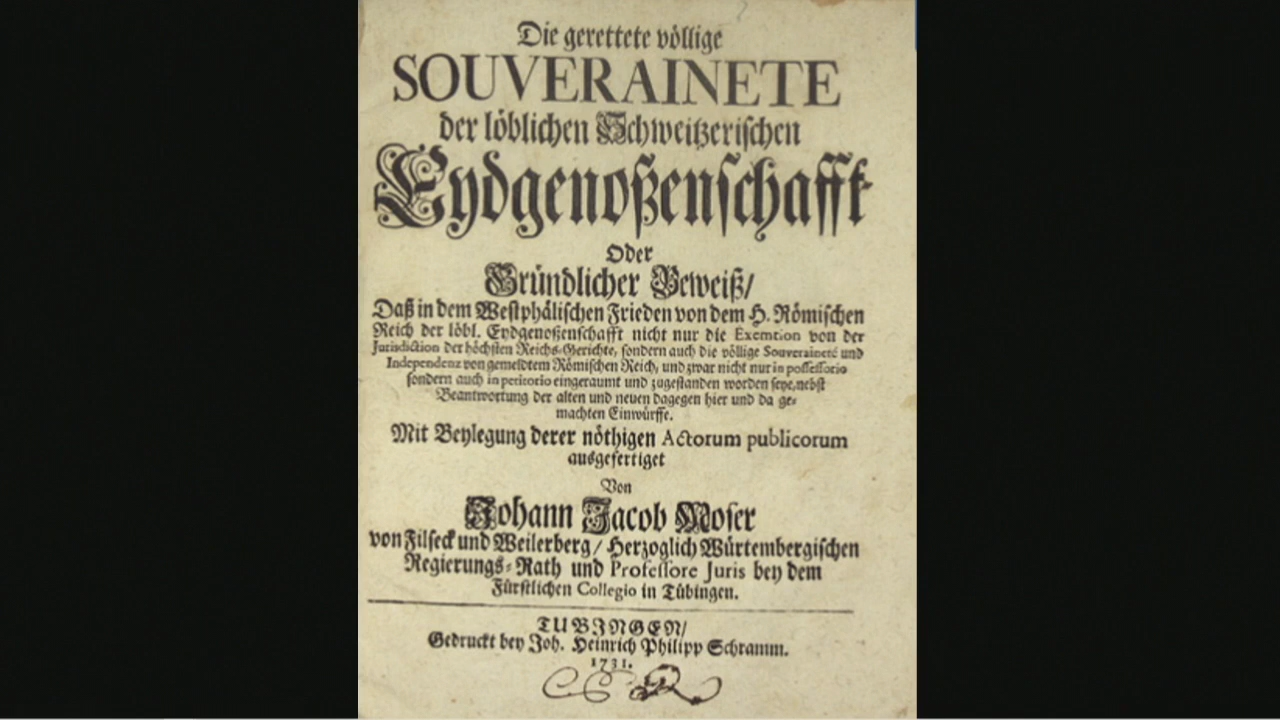 Die gerettete völlige
SOUVERAINETE
der löblichen Schweitzerischen
Eydgenoßenschafft
Oder
Gründlicher Beweiß/
Daß in dem Westphälischen Frieden von dem H. Römischen
Reich der löbl. Eydgenoßenschafft nicht nur die Exemtion von der
Jurisdiction der höchsten Reichs-Gerichte, sondern auch die völlige Souveraineté und
Independenz von gemeldtem Römischen Reich, und zwar nicht nur in possessorio
sondern auch in petitorio eingeraumt und zugestanden worden seye, nebst
Beantwortung der alten und neuen dagegen hier und da ge-
machten Einwürffe.
Mit Beylegung derer nöthigen Actorum publicorum
ausgefertiget
Von
Johann Jacob Moser
von Filseck und Weilerberg / Herzoglich Würtembergischen
Regierungs-Rath und Professore Juris bey dem
Fürstlichen Collegio in Tübingen.
TUBINGEN/
Gedruckt bey Joh. Heinrich Philipp Schramm.
1731.